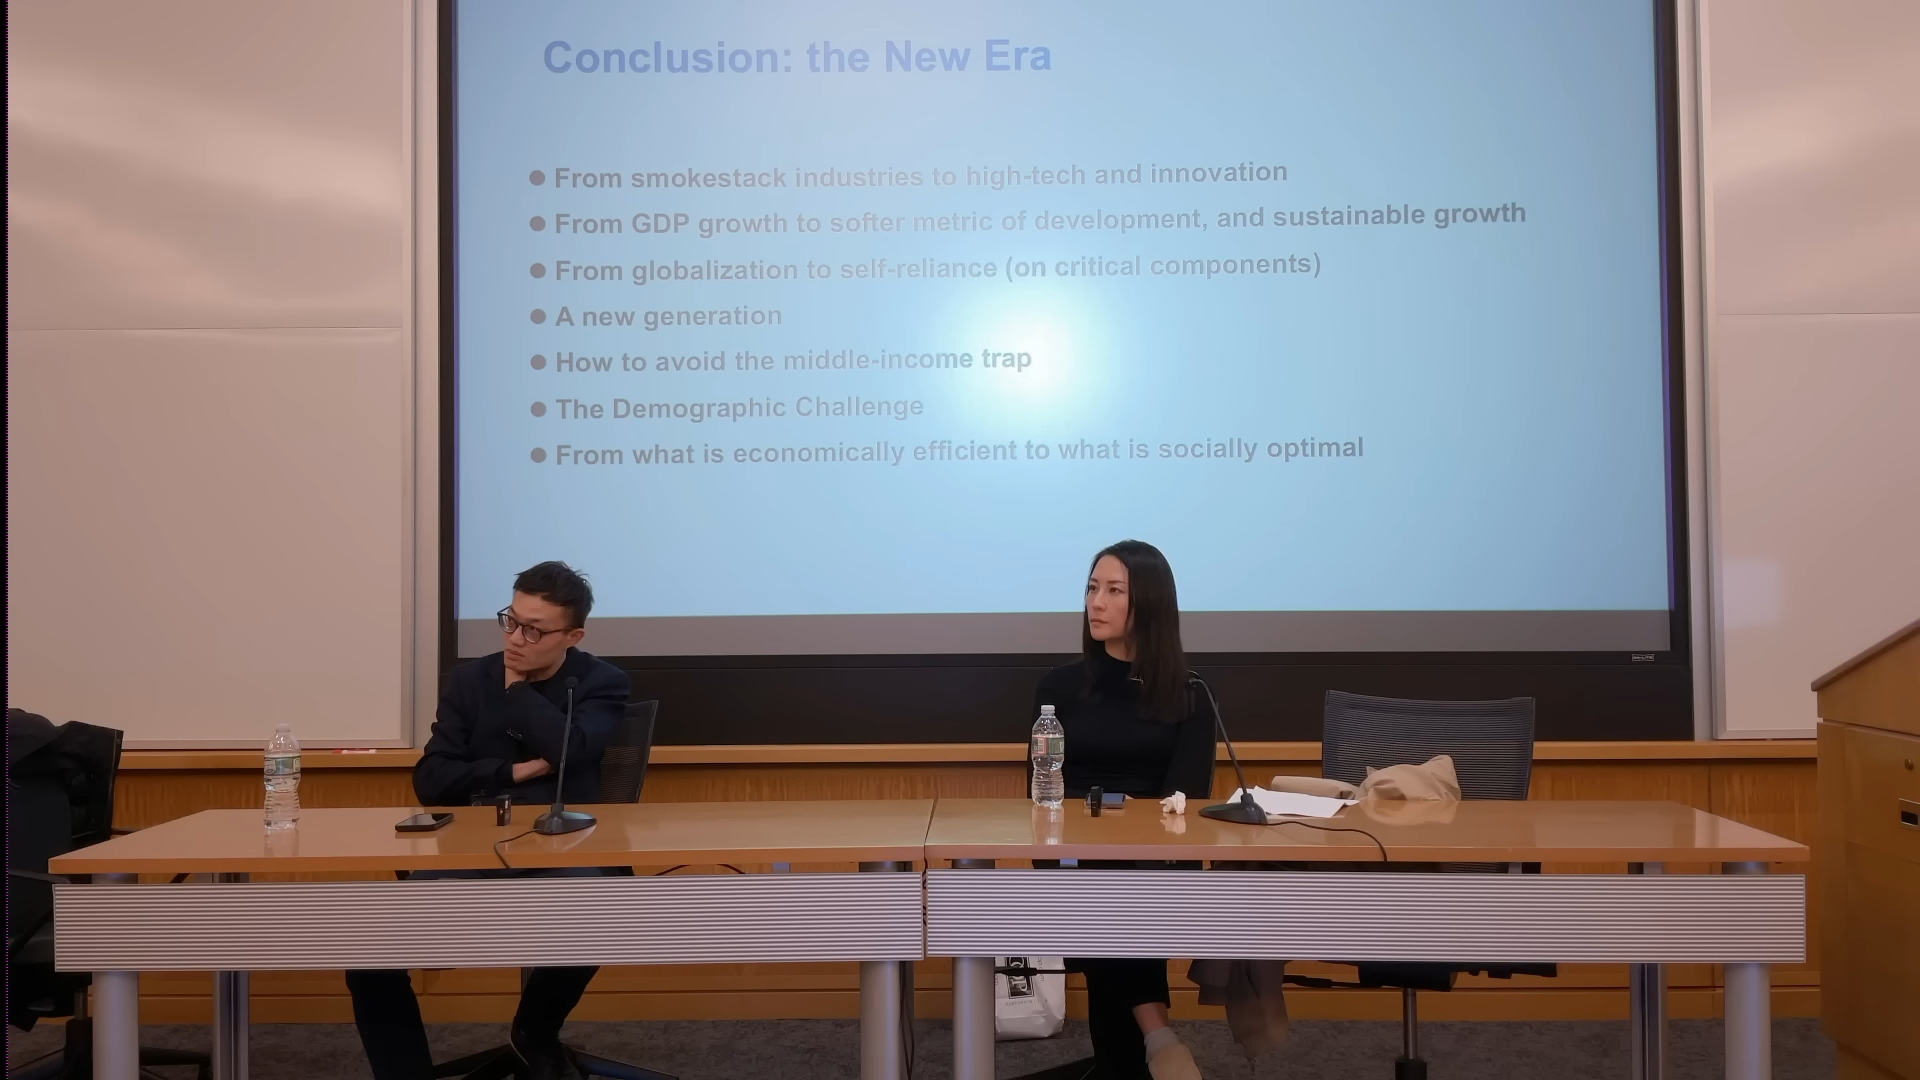 Conclusion: the New Era
● From smokestack industries to high-tech and innovation
● From GDP growth to softer metric of development, and sustainable growth
● From globalization to self-reliance (on critical components)
● A new generation
● How to avoid the middle-income trap
● The Demographic Challenge
● From what is economically efficient to what is socially optimal